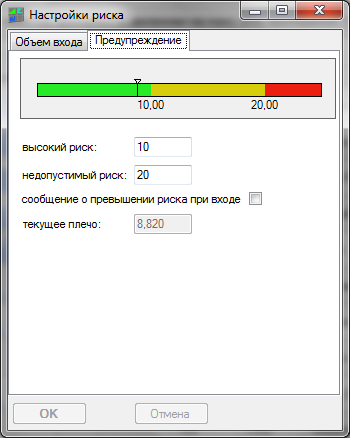 Настройки риска
Объем входа Предупреждение
10,00 20,00
высокий риск: 10
недопустимый риск: 20
сообщение о превышении риска при входе
текущее плечо: 8,820
OK Отмена